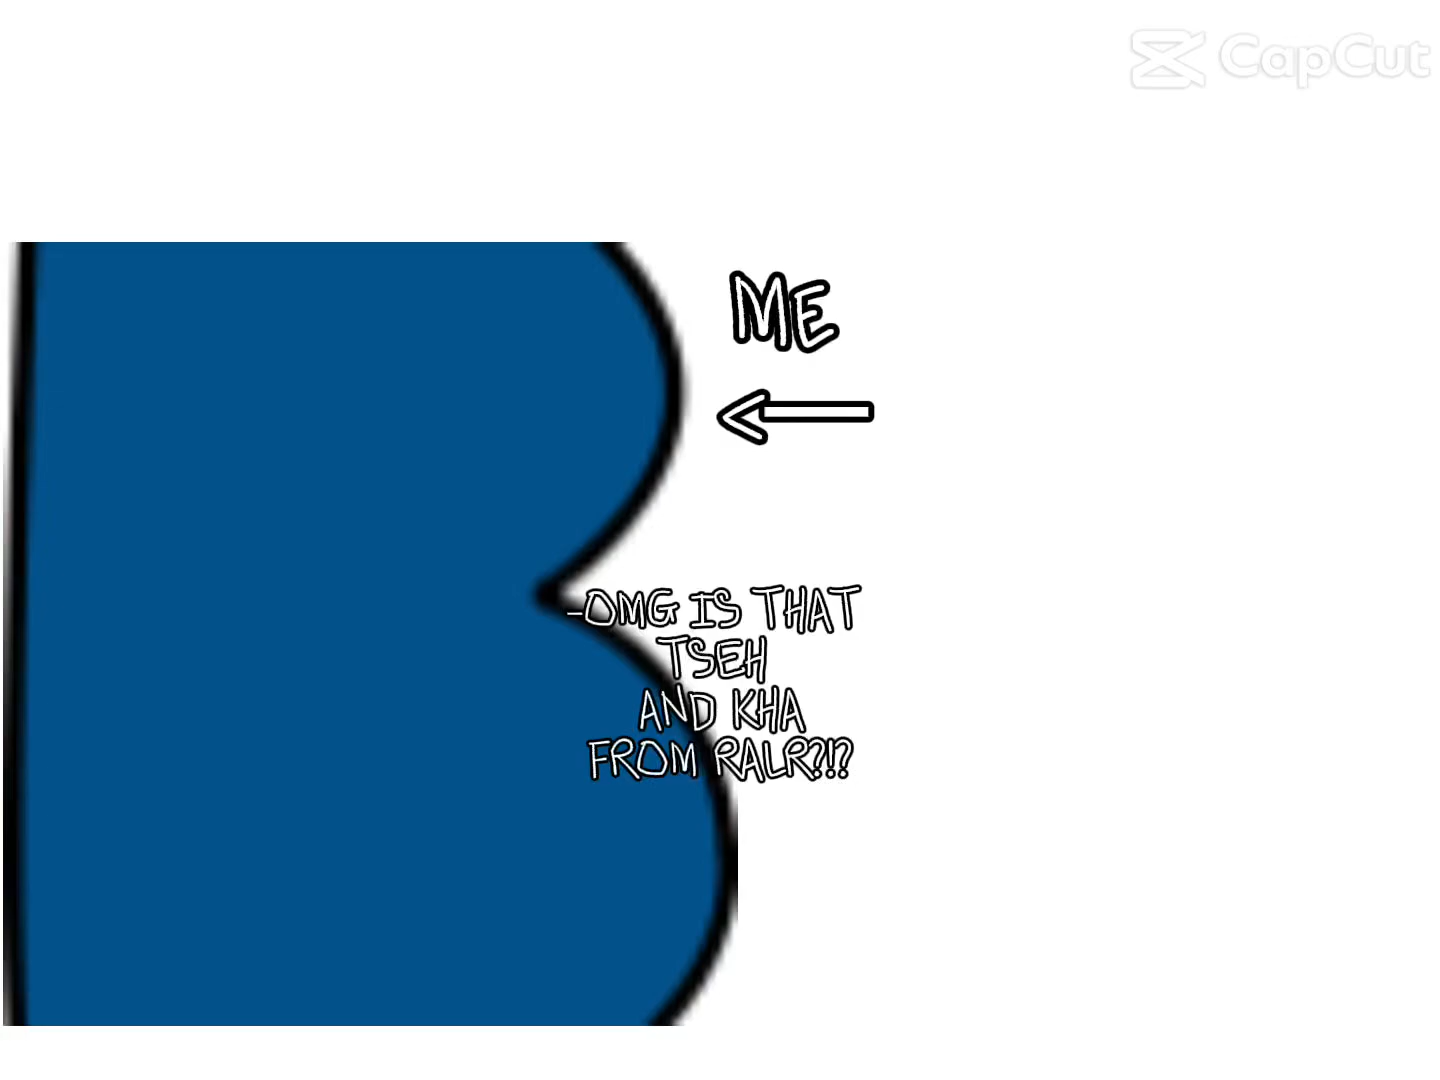 CapCut
ME
-OMG IS THAT
TSEH
AND KHA
FROM RALR?!?